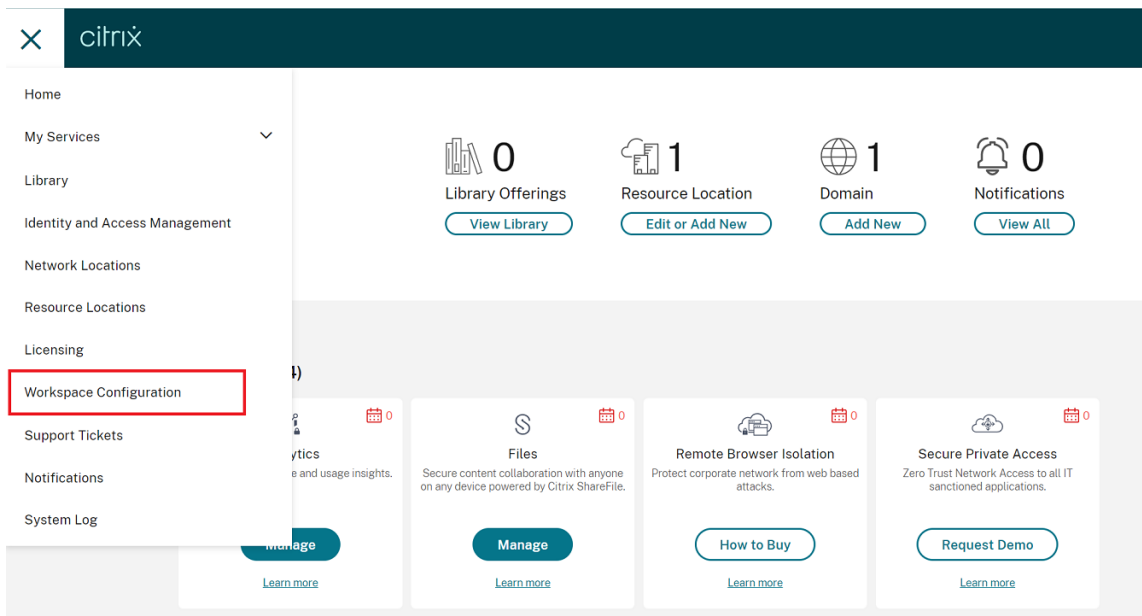 citrix
Home
My Services
Library
Identity and Access Management
Network Locations
Resource Locations
Licensing
Workspace Configuration
Support Tickets
Notifications
System Log
0
Library Offerings
View Library
1
Resource Location
Edit or Add New
1
Domain
Add New
0
Notifications
View All
4)
0
ytics
e and usage insights.
Manage
Learn more
0
Files
Secure content collaboration with anyone
on any device powered by Citrix ShareFile.
Manage
Learn more
0
Remote Browser Isolation
Protect corporate network from web based
attacks.
How to Buy
Learn more
0
Secure Private Access
Zero Trust Network Access to all IT
sanctioned applications.
Request Demo
Learn more